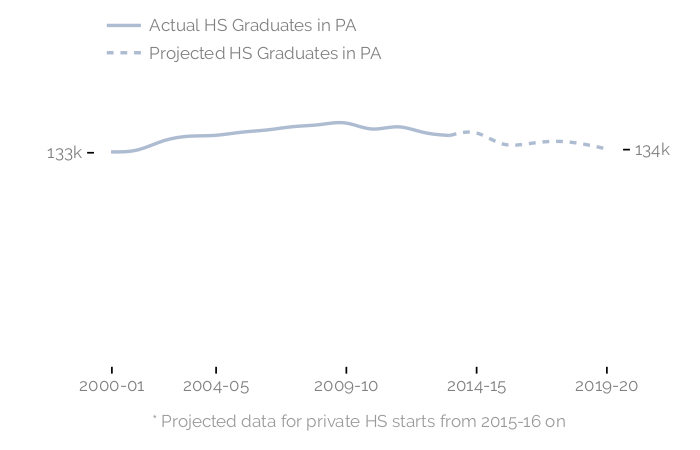 Actual HS Graduates in PA
Projected HS Graduates in PA
133k
134k
2000-01 2004-05 2009-10 2014-15 2019-20
* Projected data for private HS starts from 2015-16 on